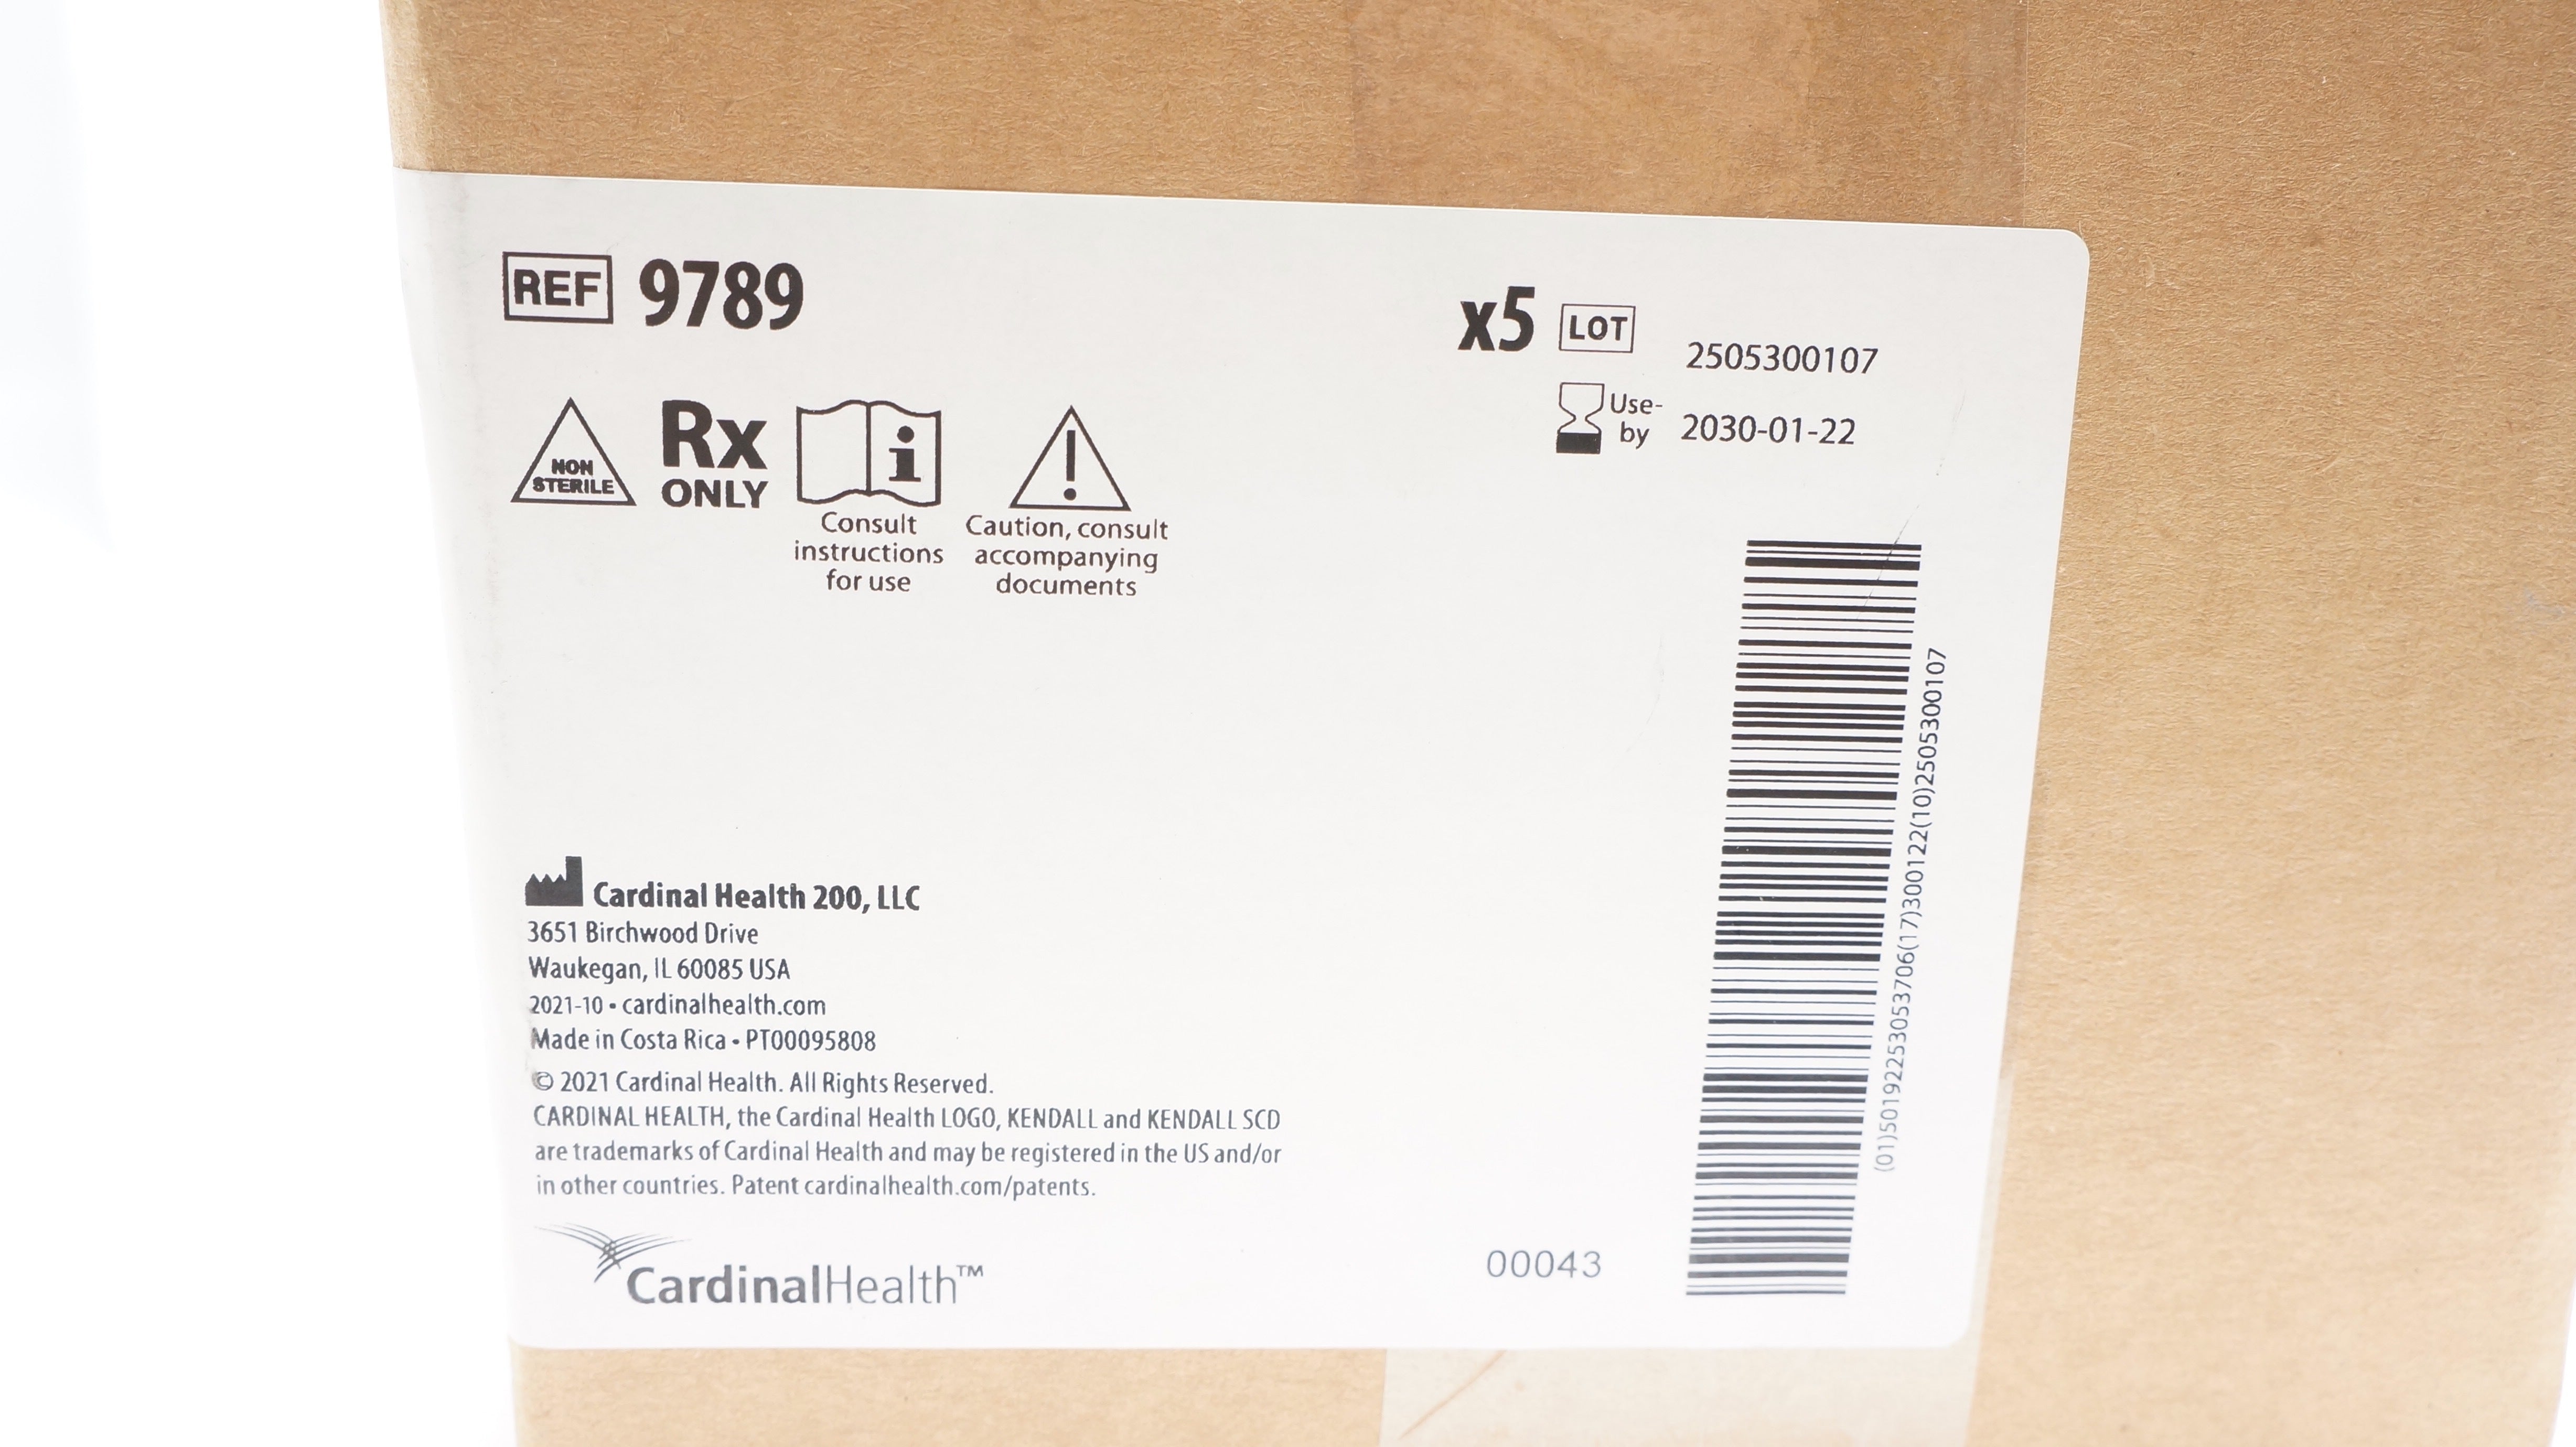 REF 9789
x5 LOT 2505300107
Use-by 2030-01-22
NON STERILE
Rx ONLY
Consult instructions for use
Caution, consult accompanying documents
(01)50192253053706(17)300122(10)2505300107
Cardinal Health 200, LLC
3651 Birchwood Drive
Waukegan, IL 60085 USA
2021-10 • cardinalhealth.com
Made in Costa Rica • PT00095808
© 2021 Cardinal Health. All Rights Reserved.
CARDINAL HEALTH, the Cardinal Health LOGO, KENDALL and KENDALL SCD
are trademarks of Cardinal Health and may be registered in the US and/or
in other countries. Patent cardinalhealth.com/patents.
CardinalHealth™
00043